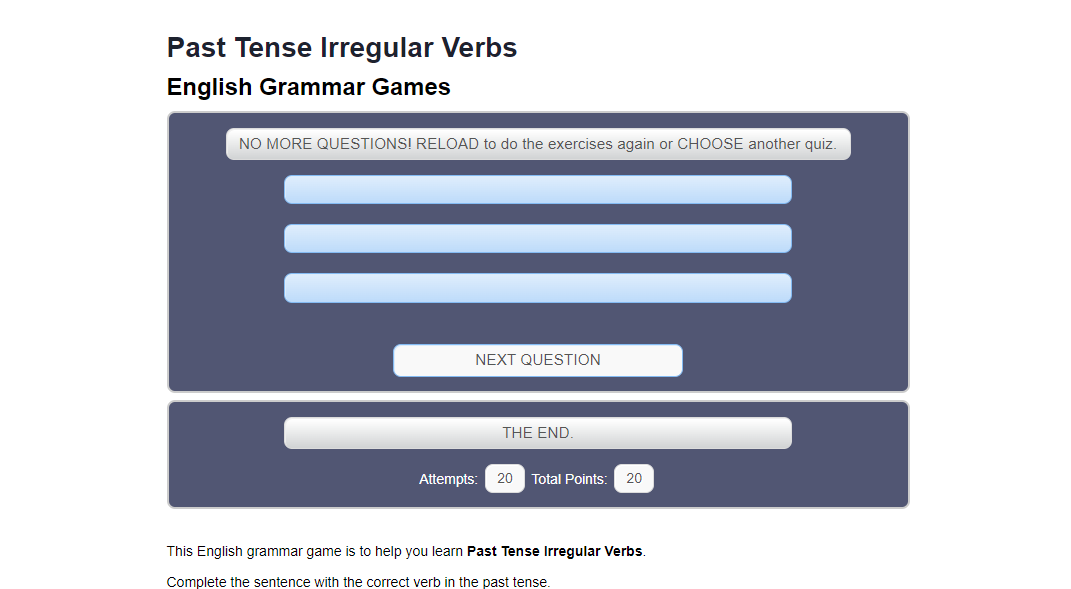 Past Tense Irregular Verbs
English Grammar Games
NO MORE QUESTIONS! RELOAD to do the exercises again or CHOOSE another quiz.
NEXT QUESTION
THE END.
Attempts: 20 Total Points: 20
This English grammar game is to help you learn Past Tense Irregular Verbs.
Complete the sentence with the correct verb in the past tense.